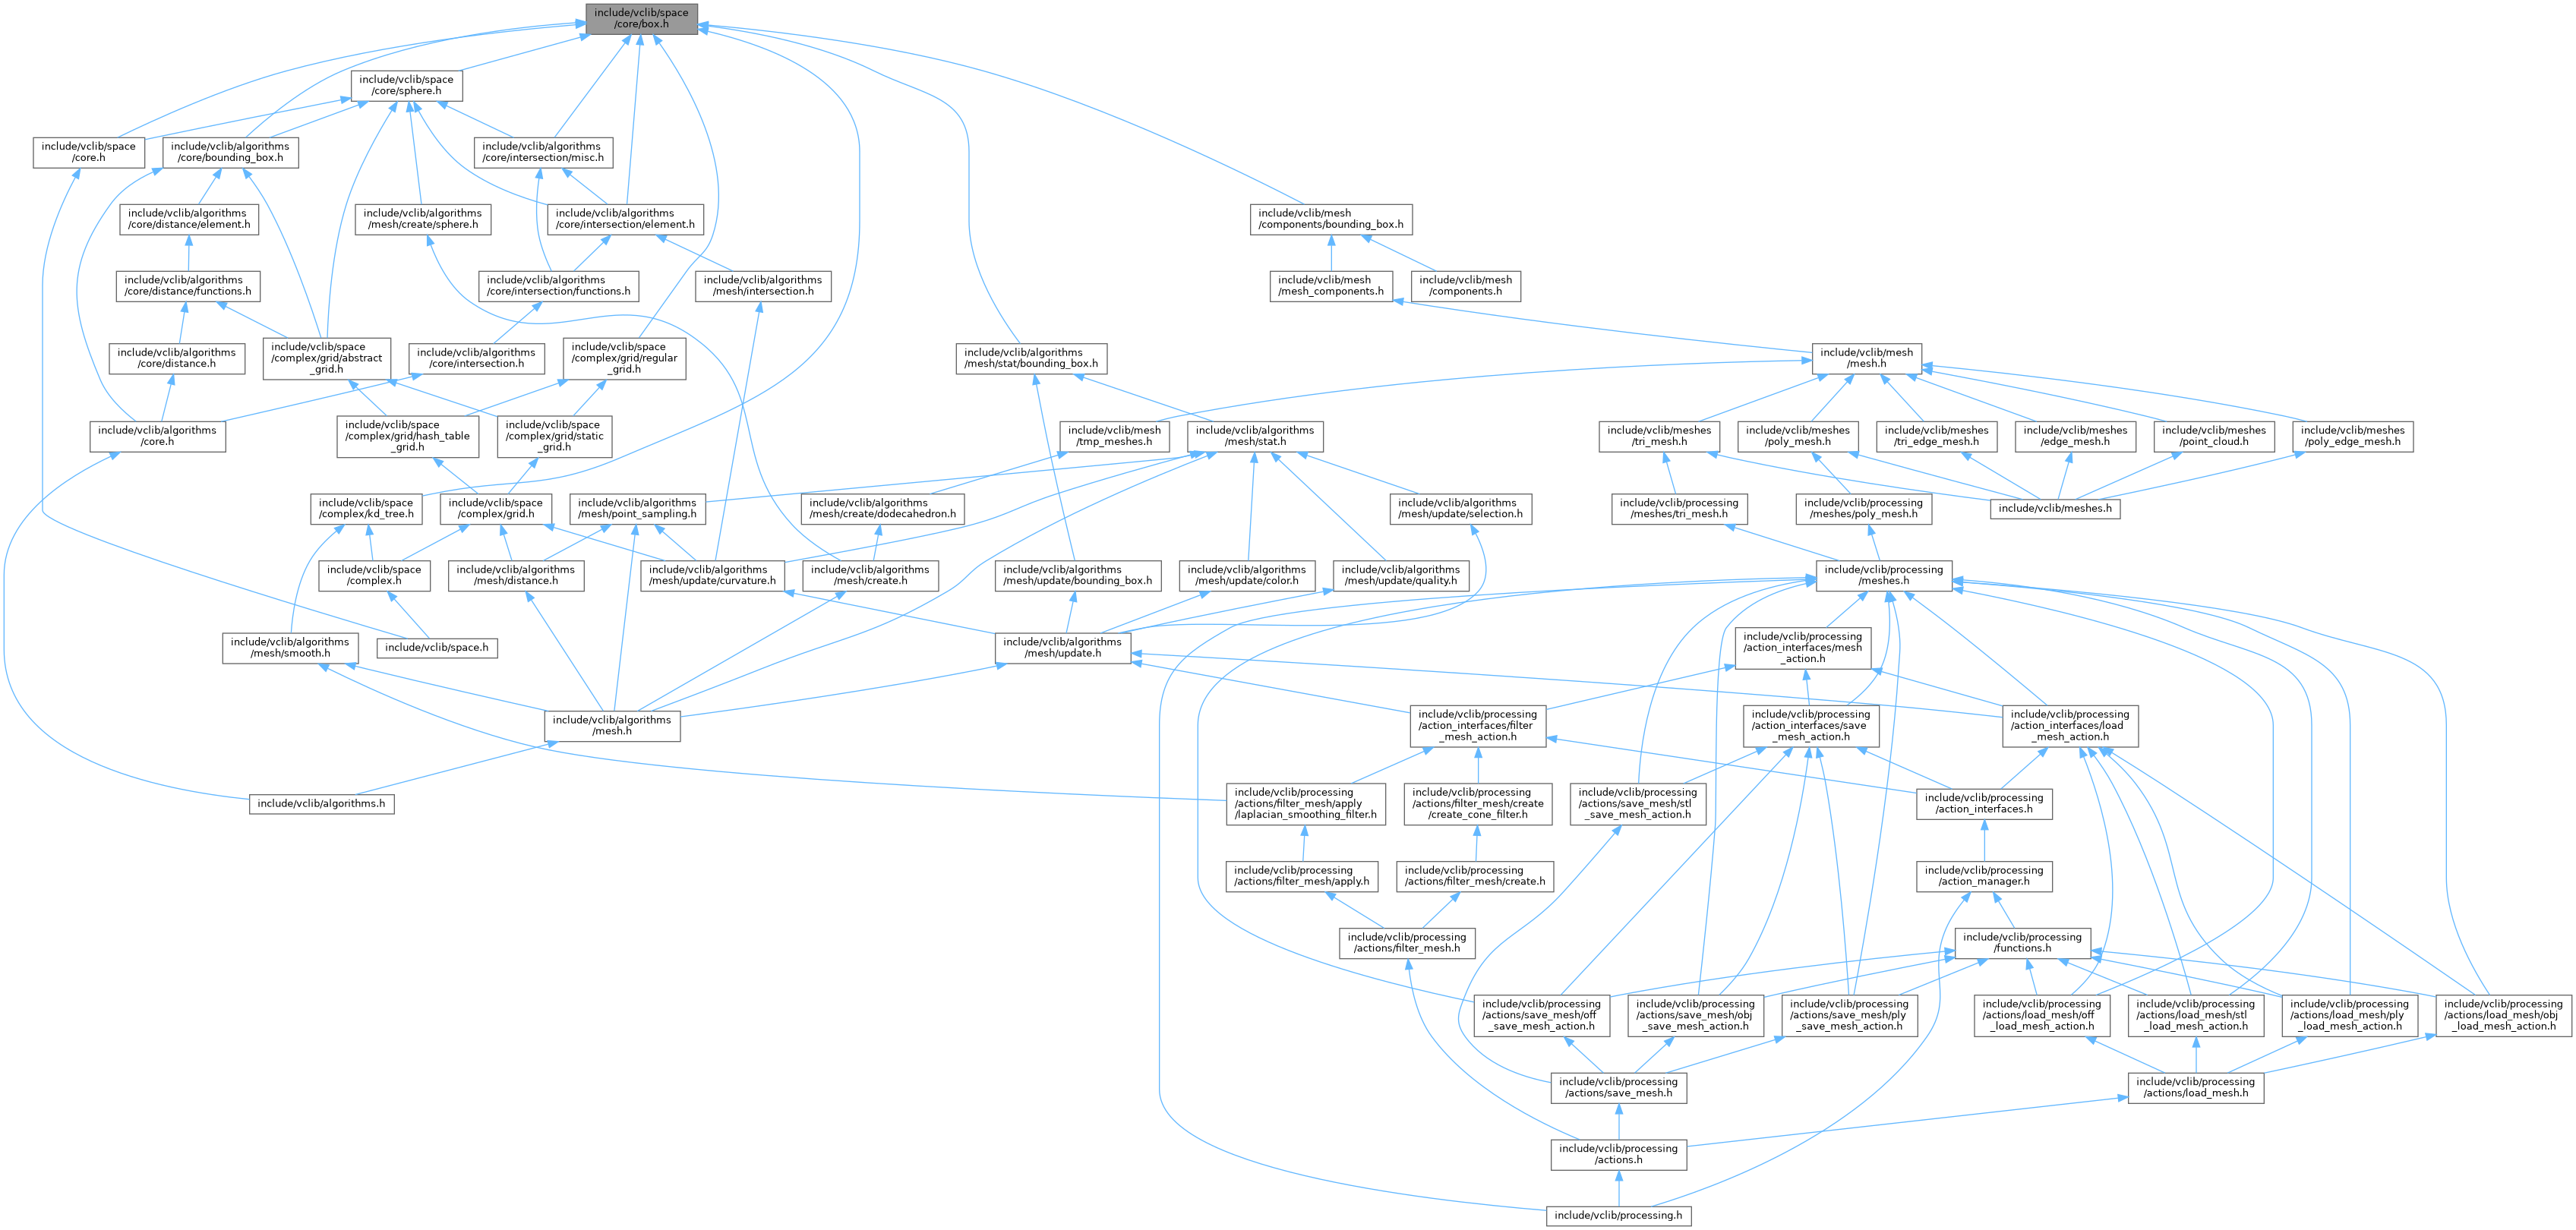 include/vclib/space
/core/box.h
include/vclib/space
/core/sphere.h
include/vclib/space
/core.h
include/vclib/algorithms
/core/bounding_box.h
include/vclib/algorithms
/core/intersection/misc.h
include/vclib/algorithms
/core/distance/element.h
include/vclib/algorithms
/mesh/create/sphere.h
include/vclib/algorithms
/core/intersection/element.h
include/vclib/mesh
/components/bounding_box.h
include/vclib/algorithms
/core/distance/functions.h
include/vclib/algorithms
/core/intersection/functions.h
include/vclib/algorithms
/mesh/intersection.h
include/vclib/mesh
/mesh_components.h
include/vclib/mesh
/components.h
include/vclib/algorithms
/core/distance.h
include/vclib/space
/complex/grid/abstract
_grid.h
include/vclib/algorithms
/core/intersection.h
include/vclib/space
/complex/grid/regular
_grid.h
include/vclib/algorithms
/mesh/stat/bounding_box.h
include/vclib/mesh
/mesh.h
include/vclib/algorithms
/core.h
include/vclib/space
/complex/grid/hash_table
_grid.h
include/vclib/space
/complex/grid/static
_grid.h
include/vclib/mesh
/tmp_meshes.h
include/vclib/algorithms
/mesh/stat.h
include/vclib/meshes
/tri_mesh.h
include/vclib/meshes
/poly_mesh.h
include/vclib/meshes
/tri_edge_mesh.h
include/vclib/meshes
/edge_mesh.h
include/vclib/meshes
/point_cloud.h
include/vclib/meshes
/poly_edge_mesh.h
include/vclib/space
/complex/kd_tree.h
include/vclib/space
/complex/grid.h
include/vclib/algorithms
/mesh/point_sampling.h
include/vclib/algorithms
/mesh/create/dodecahedron.h
include/vclib/algorithms
/mesh/update/selection.h
include/vclib/processing
/meshes/tri_mesh.h
include/vclib/processing
/meshes/poly_mesh.h
include/vclib/meshes.h
include/vclib/space
/complex.h
include/vclib/algorithms
/mesh/distance.h
include/vclib/algorithms
/mesh/update/curvature.h
include/vclib/algorithms
/mesh/create.h
include/vclib/algorithms
/mesh/update/bounding_box.h
include/vclib/algorithms
/mesh/update/color.h
include/vclib/algorithms
/mesh/update/quality.h
include/vclib/processing
/meshes.h
include/vclib/algorithms
/mesh/smooth.h
include/vclib/space.h
include/vclib/algorithms
/mesh/update.h
include/vclib/processing
/action_interfaces/mesh
_action.h
include/vclib/algorithms
/mesh.h
include/vclib/processing
/action_interfaces/filter
_mesh_action.h
include/vclib/processing
/action_interfaces/save
_mesh_action.h
include/vclib/processing
/action_interfaces/load
_mesh_action.h
include/vclib/algorithms.h
include/vclib/processing
/actions/filter_mesh/apply
/laplacian_smoothing_filter.h
include/vclib/processing
/actions/filter_mesh/create
/create_cone_filter.h
include/vclib/processing
/actions/save_mesh/stl
_save_mesh_action.h
include/vclib/processing
/action_interfaces.h
include/vclib/processing
/actions/filter_mesh/apply.h
include/vclib/processing
/actions/filter_mesh/create.h
include/vclib/processing
/action_manager.h
include/vclib/processing
/actions/filter_mesh.h
include/vclib/processing
/functions.h
include/vclib/processing
/actions/save_mesh/off
_save_mesh_action.h
include/vclib/processing
/actions/save_mesh/obj
_save_mesh_action.h
include/vclib/processing
/actions/save_mesh/ply
_save_mesh_action.h
include/vclib/processing
/actions/load_mesh/off
_load_mesh_action.h
include/vclib/processing
/actions/load_mesh/stl
_load_mesh_action.h
include/vclib/processing
/actions/load_mesh/ply
_load_mesh_action.h
include/vclib/processing
/actions/load_mesh/obj
_load_mesh_action.h
include/vclib/processing
/actions/save_mesh.h
include/vclib/processing
/actions/load_mesh.h
include/vclib/processing
/actions.h
include/vclib/processing.h